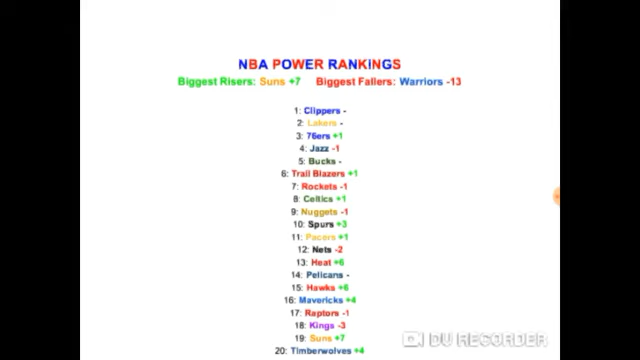 NBA POWER RANKINGS
Biggest Risers: Suns +7 Biggest Fallers: Warriors -13
1: Clippers -
2: Lakers -
3: 76ers +1
4: Jazz -1
5: Bucks -
6: Trail Blazers +1
7: Rockets -1
8: Celtics +1
9: Nuggets -1
10: Spurs +3
11: Pacers +1
12: Nets -2
13: Heat +6
14: Pelicans -
15: Hawks +6
16: Mavericks +4
17: Raptors -1
18: Kings -3
19: Suns +7
20: Timberwolves +4
DU RECORDER